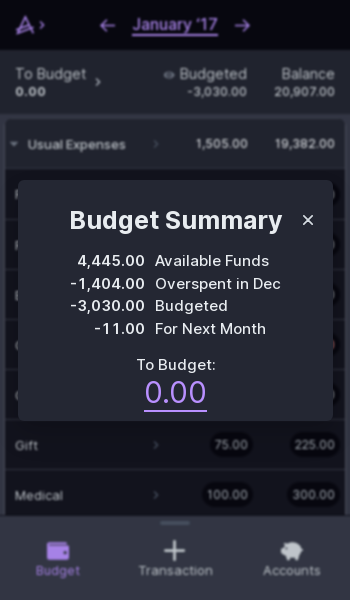 January '17
To Budget
0.00
Budgeted
-3,030.00
Balance
20,907.00
Usual Expenses 1,505.00 19,382.00
Budget Summary
4,445.00 Available Funds
-1,404.00 Overspent in Dec
-3,030.00 Budgeted
-11.00 For Next Month
To Budget:
0.00
Gift 75.00 225.00
Medical 100.00 300.00
Budget Transaction Accounts